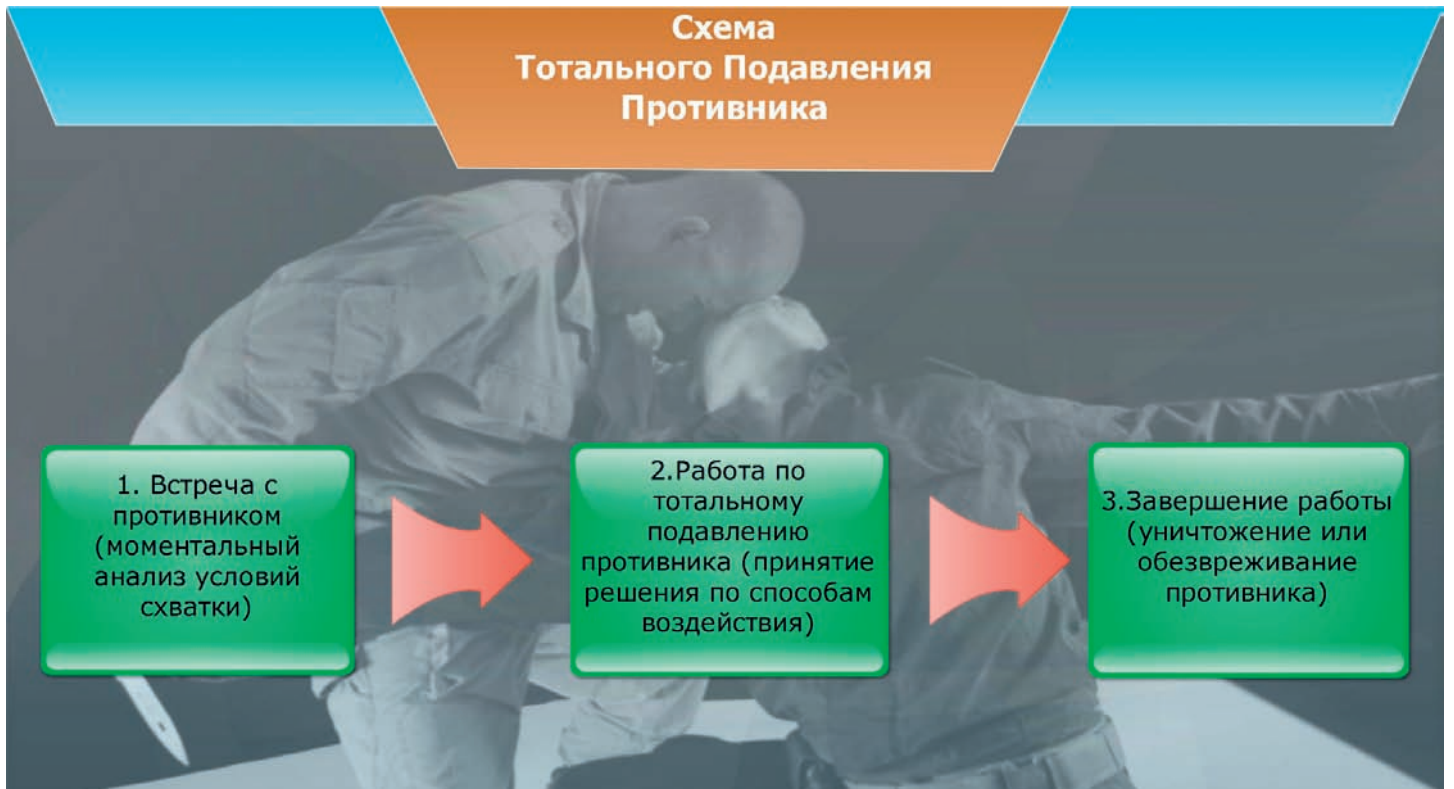 Схема
Тотального Подавления
Противника
1. Встреча с
противником
(моментальный
анализ условий
схватки)
2.Работа по
тотальному
подавлению
противника (принятие
решения по способам
воздействия)
3.Завершение работы
(уничтожение или
обезвреживание
противника)